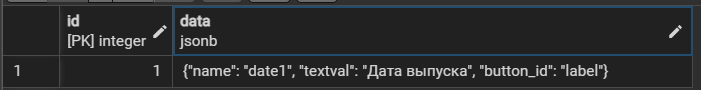 id data
[PK] integer jsonb
1 1 {"name": "date1", "textval": "Дата выпуска", "button_id": "label"}